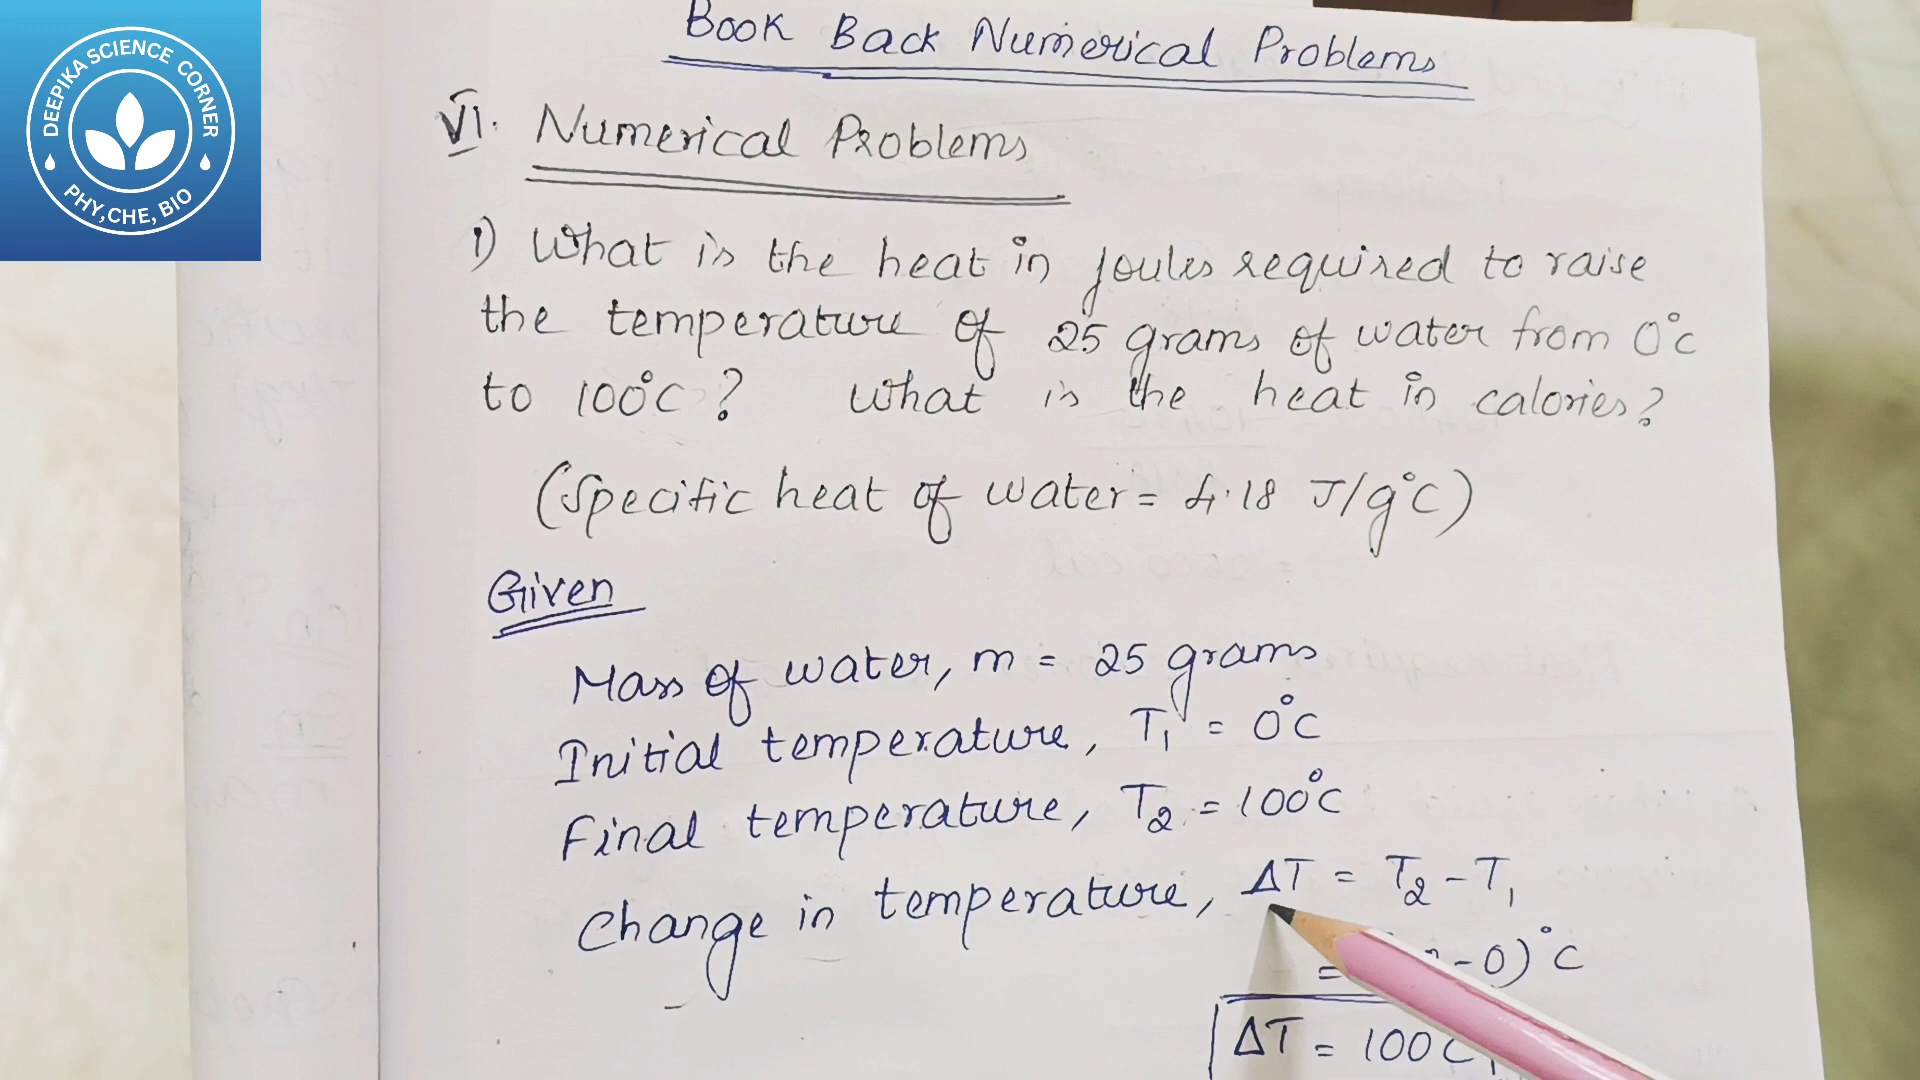 DEEPIKA SCIENCE CORNER
PHY,CHE, BIO
Book Back Numerical Problems
VI. Numerical Problems
1) What is the heat in joules required to raise
the temperature of 25 grams of water from 0°c
to 100°C ? What is the heat in calories?
(Specific heat of water = 4.18 J/g°C)
Given
Mass of water, m = 25 grams
Initial temperature, T1 = 0°C
Final temperature, T2 = 100°C
Change in temperature, ΔT = T2 - T1
= - 0)°C
ΔT = 100C